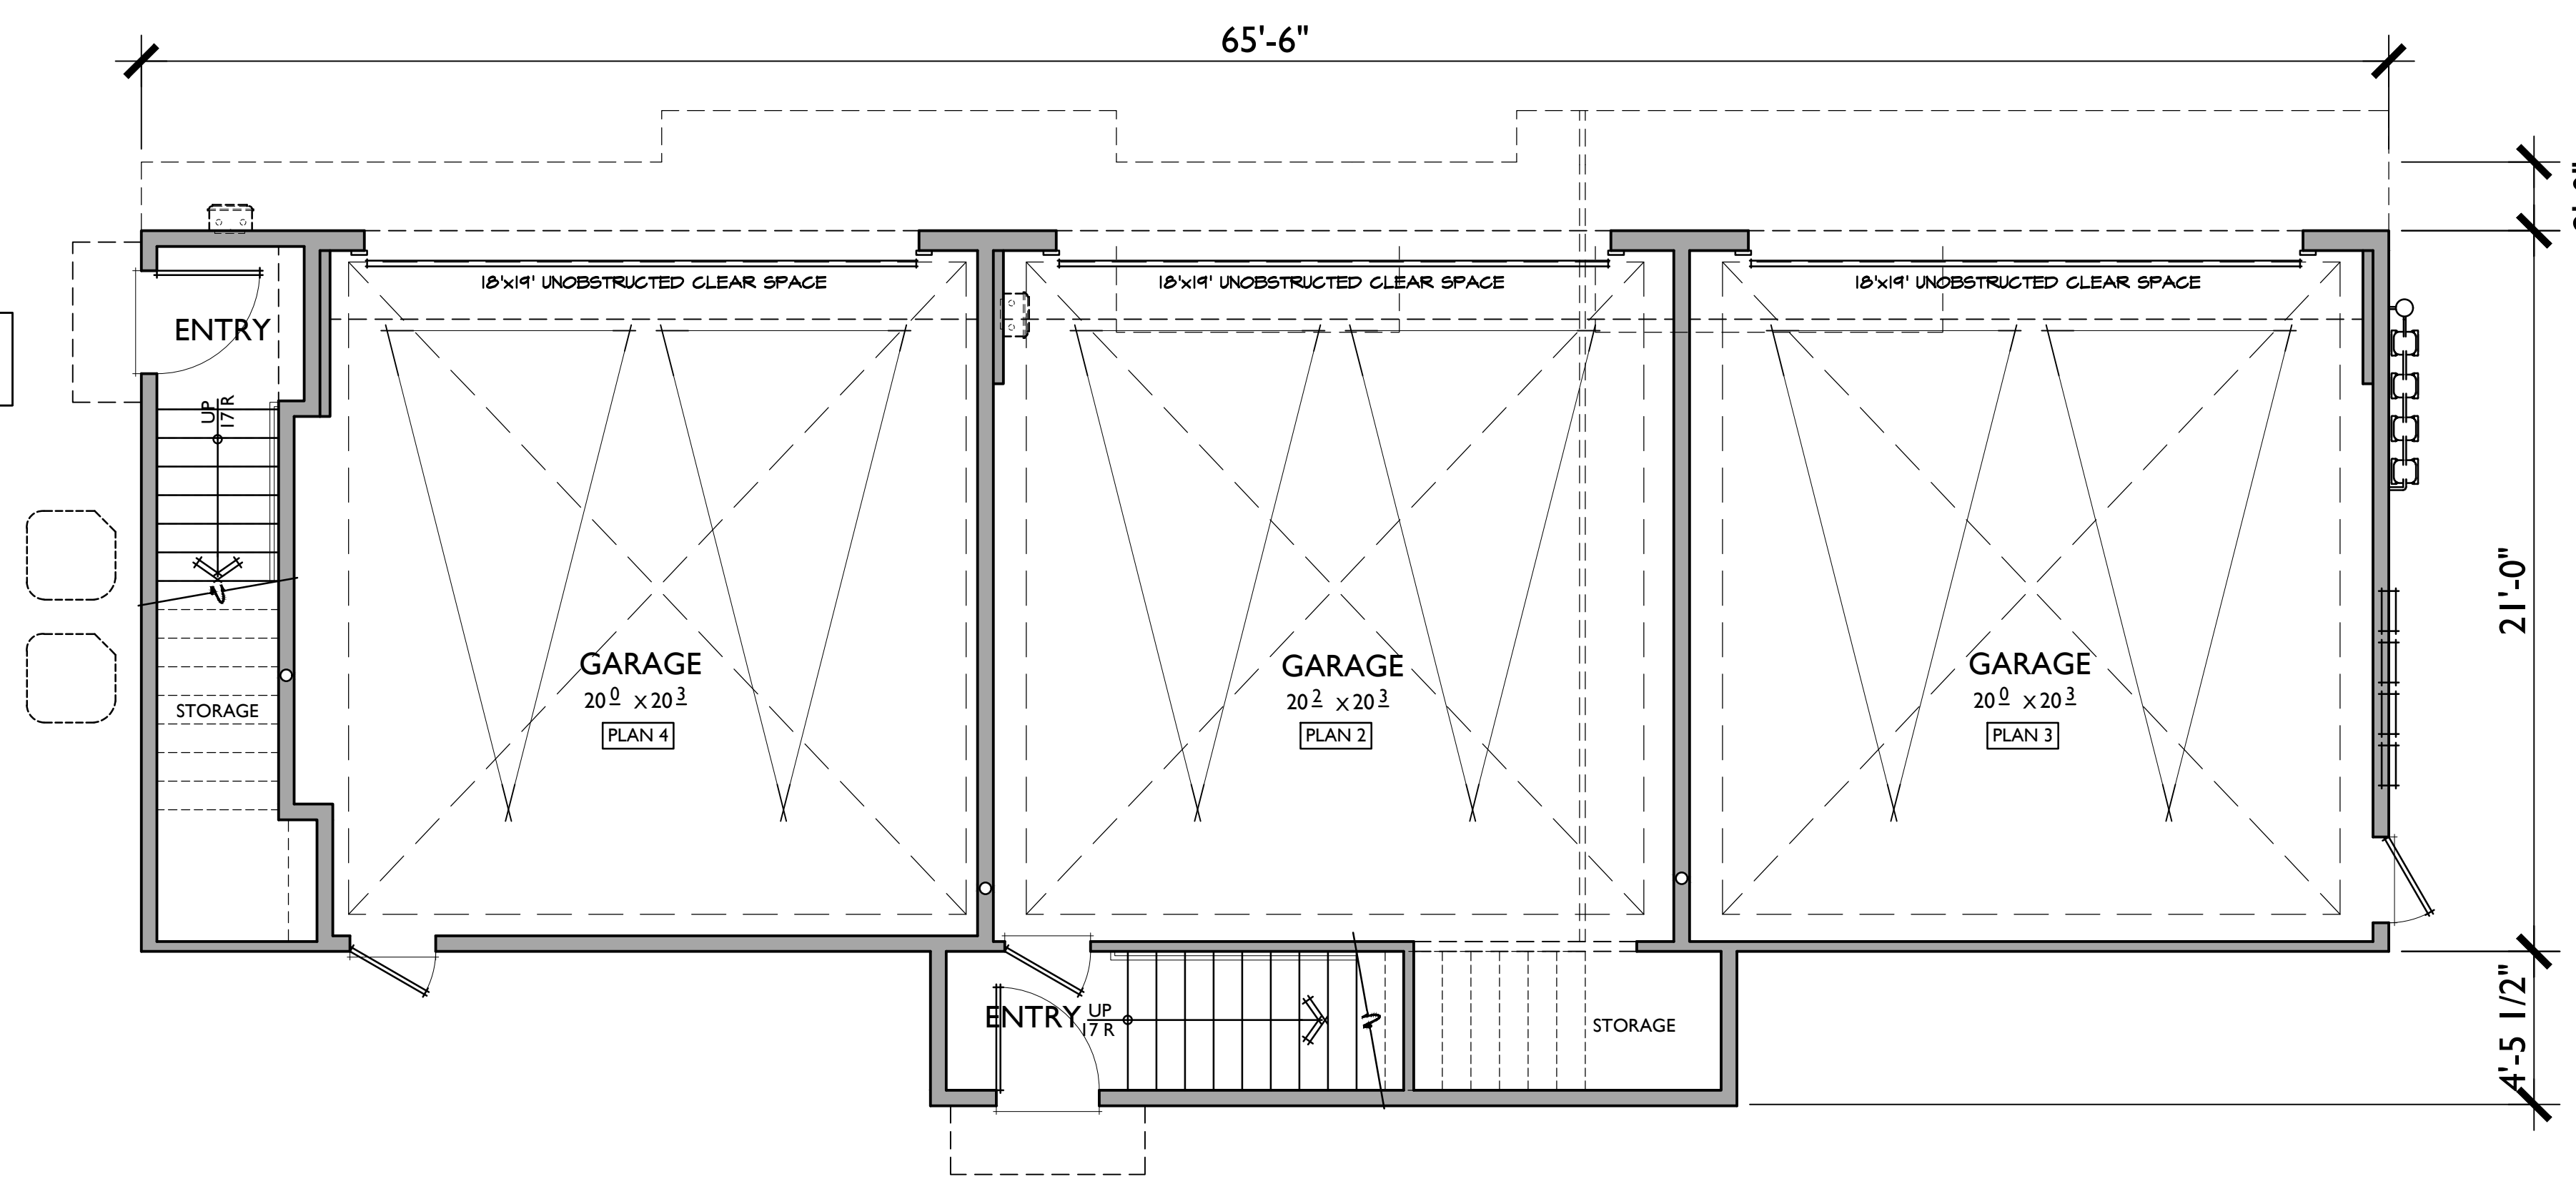 65'-6"
18'x19' UNOBSTRUCTED CLEAR SPACE
18'x19' UNOBSTRUCTED CLEAR SPACE
18'x19' UNOBSTRUCTED CLEAR SPACE
ENTRY
UP
17 R
STORAGE
GARAGE
20 0 x 20 3
PLAN 4
GARAGE
20 2 x 20 3
PLAN 2
GARAGE
20 0 x 20 3
PLAN 3
21'-0"
ENTRY
UP
17 R
STORAGE
4'-5 1/2"